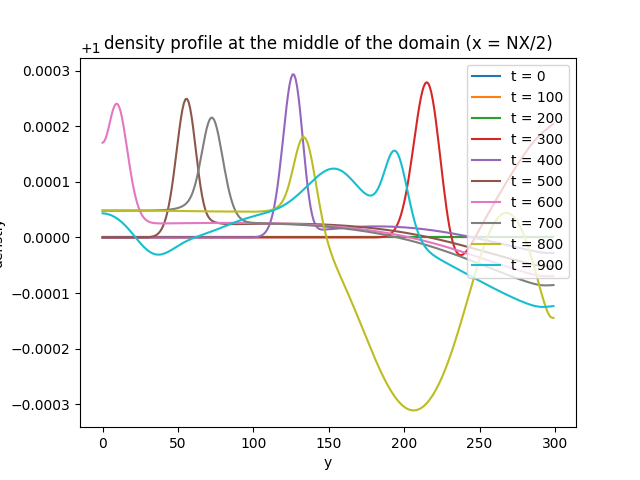 density profile at the middle of the domain (x = NX/2)
+1
0.0003
0.0002
0.0001
0.0000
−0.0001
−0.0002
−0.0003
density
0
50
100
150
200
250
300
y
t = 0
t = 100
t = 200
t = 300
t = 400
t = 500
t = 600
t = 700
t = 800
t = 900